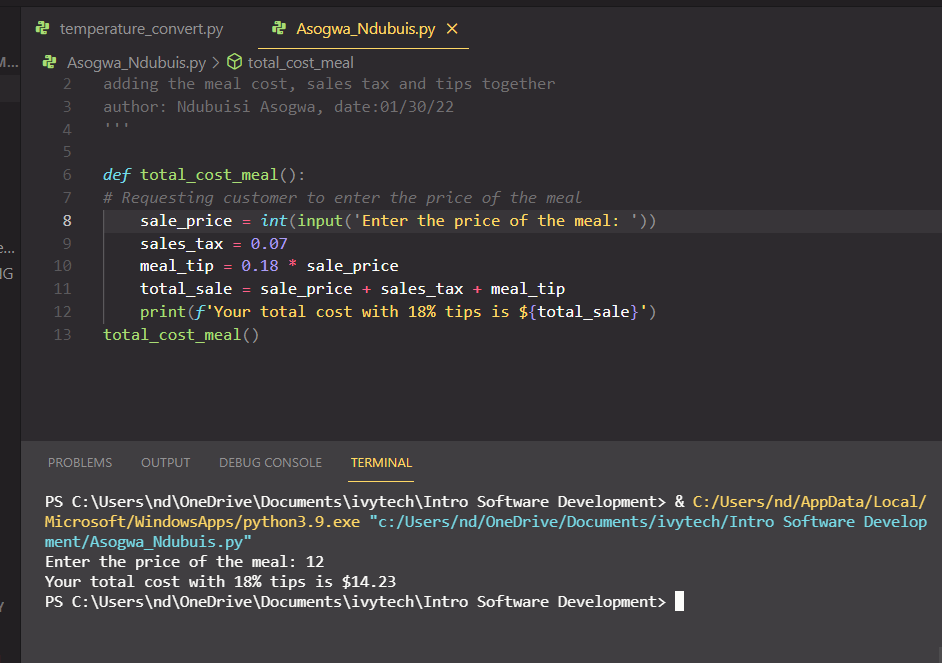 temperature_convert.py
Asogwa_Ndubuis.py ×
M...
Asogwa_Ndubuis.py > total_cost_meal
2 adding the meal cost, sales tax and tips together
3 author: Ndubuisi Asogwa, date:01/30/22
4 '''
5
6 def total_cost_meal():
7 # Requesting customer to enter the price of the meal
8 sale_price = int(input('Enter the price of the meal: '))
9 sales_tax = 0.07
e...
10 meal_tip = 0.18 * sale_price
IG
11 total_sale = sale_price + sales_tax + meal_tip
12 print(f'Your total cost with 18% tips is ${total_sale}')
13 total_cost_meal()
PROBLEMS OUTPUT DEBUG CONSOLE TERMINAL
PS C:\Users\nd\OneDrive\Documents\ivytech\Intro Software Development> & C:/Users/nd/AppData/Local/
Microsoft/WindowsApps/python3.9.exe "c:/Users/nd/OneDrive/Documents/ivytech/Intro Software Develop
ment/Asogwa_Ndubuis.py"
Enter the price of the meal: 12
Your total cost with 18% tips is $14.23
PS C:\Users\nd\OneDrive\Documents\ivytech\Intro Software Development>